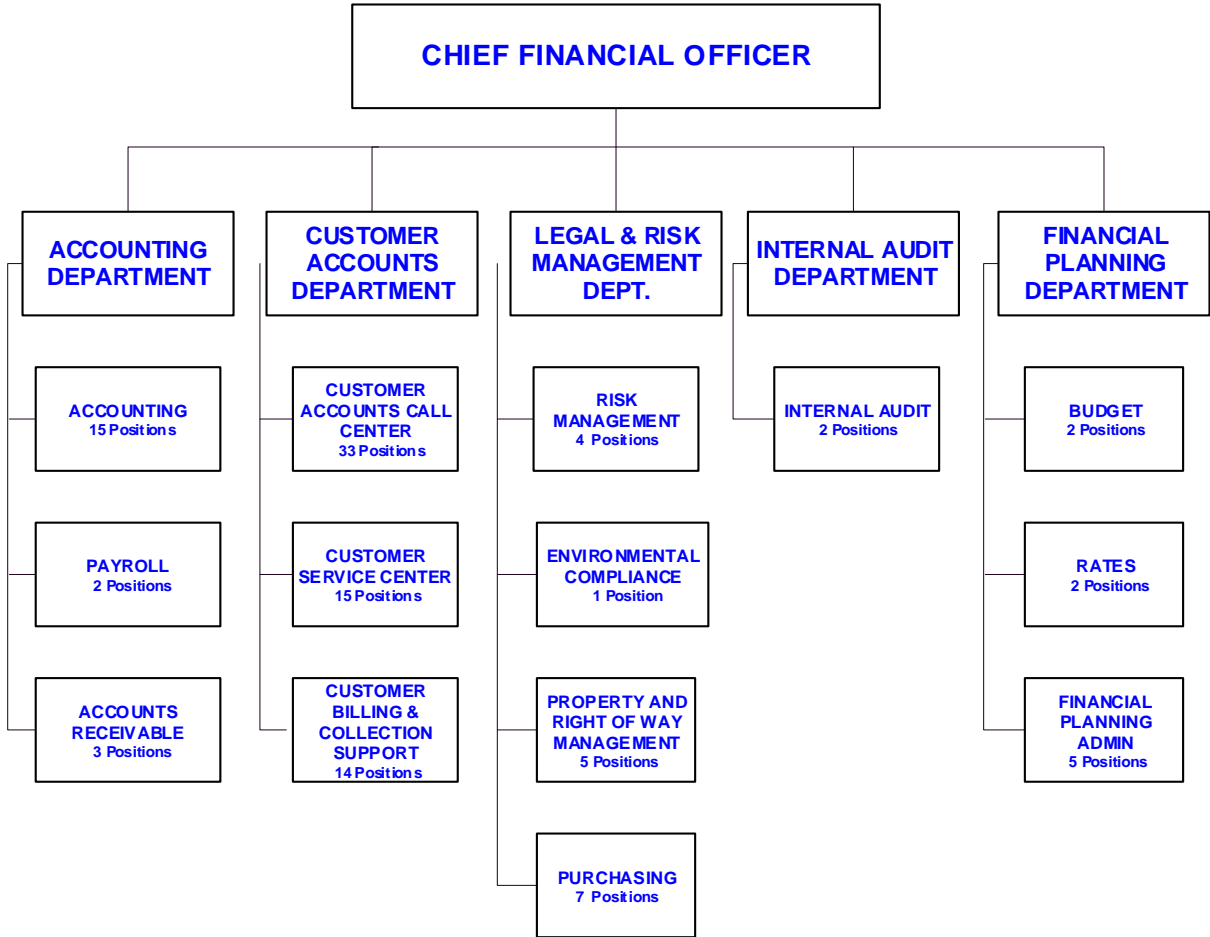 CHIEF FINANCIAL OFFICER
ACCOUNTING
DEPARTMENT
CUSTOMER
ACCOUNTS
DEPARTMENT
LEGAL & RISK
MANAGEMENT
DEPT.
INTERNAL AUDIT
DEPARTMENT
FINANCIAL
PLANNING
DEPARTMENT
ACCOUNTING
15 Positions
CUSTOMER
ACCOUNTS CALL
CENTER
33 Positions
RISK
MANAGEMENT
4 Positions
INTERNAL AUDIT
2 Positions
BUDGET
2 Positions
PAYROLL
2 Positions
CUSTOMER
SERVICE CENTER
15 Positions
ENVIRONMENTAL
COMPLIANCE
1 Position
RATES
2 Positions
ACCOUNTS
RECEIVABLE
3 Positions
CUSTOMER
BILLING &
COLLECTION
SUPPORT
14 Positions
PROPERTY AND
RIGHT OF WAY
MANAGEMENT
5 Positions
FINANCIAL
PLANNING
ADMIN
5 Positions
PURCHASING
7 Positions